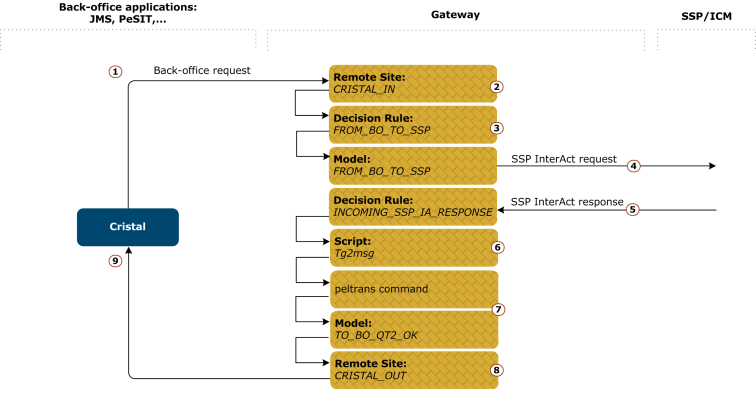 Back-office applications:
JMS, PeSIT,...
Gateway
SSP/ICM
1
Back-office request
Remote Site:
CRISTAL_IN
2
Decision Rule:
FROM_BO_TO_SSP
3
Model:
FROM_BO_TO_SSP
SSP InterAct request
4
Decision Rule:
INCOMING_SSP_IA_RESPONSE
SSP InterAct response
5
Cristal
Script:
Tg2msg
6
9
peltrans command
7
Model:
TO_BO_QT2_OK
Remote Site:
CRISTAL_OUT
8